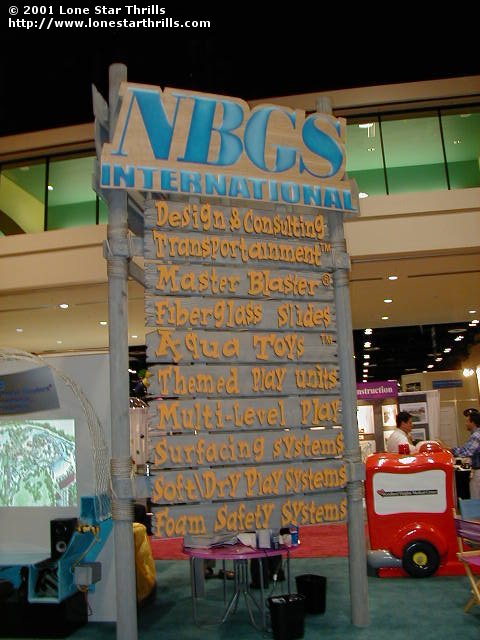 © 2001 Lone Star Thrills
http://www.lonestarthrills.com
NBGS
INTERNATIONAL
Design & Consulting
Transportainment™
Master Blaster®
Fiberglass Slides
Aqua Toys™
Themed Play units
Multi-Level Play
Surfacing systems
Soft\Dry Play Systems
Foam Safety Systems
nstruction